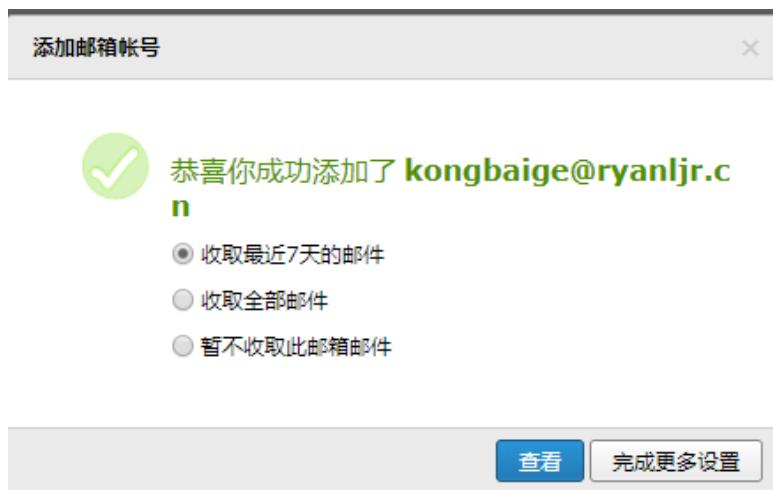 添加邮箱帐号
恭喜你成功添加了 kongbaige@ryanljr.c
n
收取最近7天的邮件
收取全部邮件
暂不收取此邮箱邮件
查看 完成更多设置